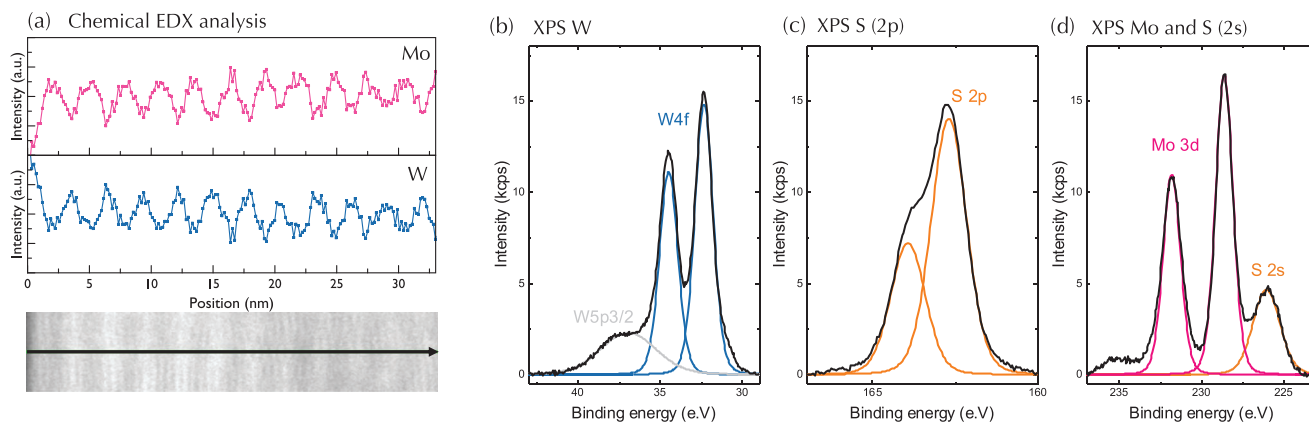 (a) Chemical EDX analysis
Mo
Intensity (a.u.)
W
Intensity (a.u.)
0 5 10 15 20 25 30
Position (nm)
(b) XPS W
W4f
W5p3/2
Intensity (kcps)
15
10
5
0
40 35 30
Binding energy (e.V)
(c) XPS S (2p)
S 2p
Intensity (kcps)
15
10
5
0
165 160
Binding energy (e.V)
(d) XPS Mo and S (2s)
Mo 3d
S 2s
Intensity (kcps)
15
10
5
0
235 230 225
Binding energy (e.V)